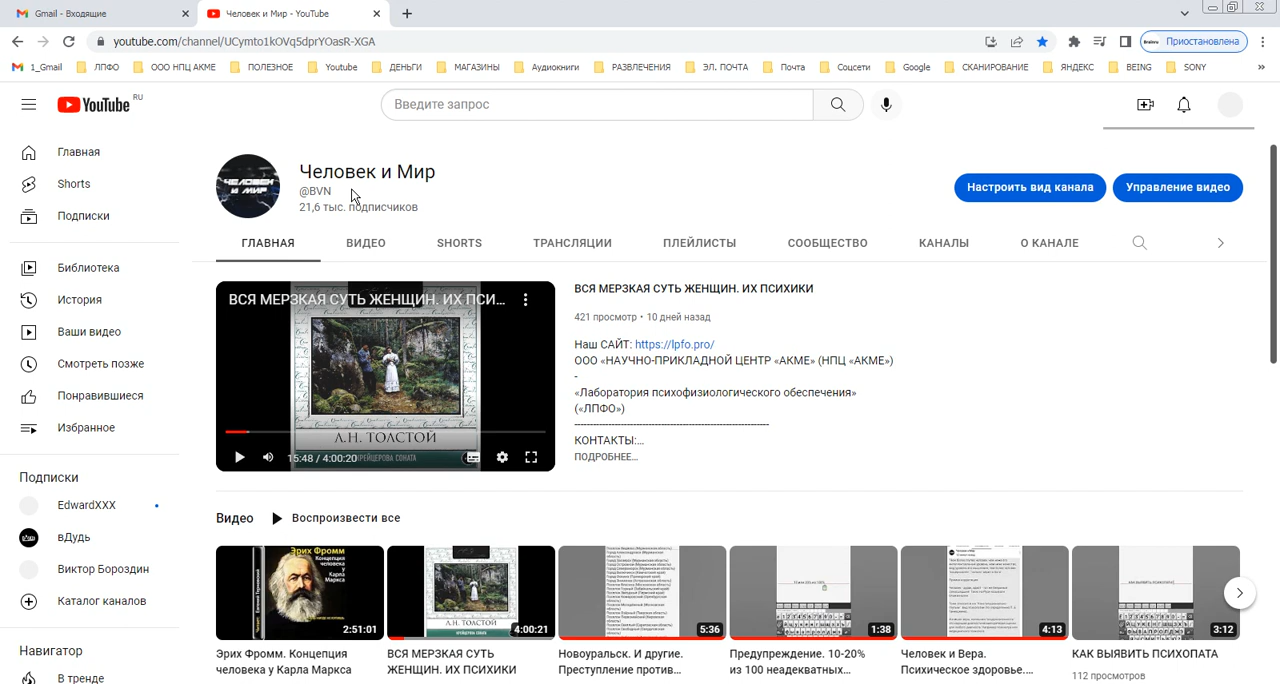 Gmail - Входящие
Человек и Мир - YouTube
youtube.com/channel/UCymto1kOVq5dprYOasR-XGA
Приостановлена
1_Gmail
ЛПФО
ООО НПЦ АКМЕ
ПОЛЕЗНОЕ
Youtube
ДЕНЬГИ
МАГАЗИНЫ
Аудиокниги
РАЗВЛЕЧЕНИЯ
ЭЛ. ПОЧТА
Почта
Соцсети
Google
СКАНИРОВАНИЕ
ЯНДЕКС
BEING
SONY
YouTube RU
Введите запрос
Главная
Shorts
Подписки
Библиотека
История
Ваши видео
Смотреть позже
Понравившиеся
Избранное
Подписки
EdwardXXX
вДудь
Виктор Бороздин
Каталог каналов
Навигатор
В тренде
ЧЕЛОВЕК
И МИР
Человек и Мир
@BVN
21,6 тыс. подписчиков
Настроить вид канала
Управление видео
ГЛАВНАЯ
ВИДЕО
SHORTS
ТРАНСЛЯЦИИ
ПЛЕЙЛИСТЫ
СООБЩЕСТВО
КАНАЛЫ
О КАНАЛЕ
ВСЯ МЕРЗКАЯ СУТЬ ЖЕНЩИН. ИХ ПСИ...
Л.Н. ТОЛСТОЙ
15:48 / 4:00:20
ВСЯ МЕРЗКАЯ СУТЬ ЖЕНЩИН. ИХ ПСИХИКИ
421 просмотр • 10 дней назад
Наш САЙТ: https://lpfo.pro/
ООО «НАУЧНО-ПРИКЛАДНОЙ ЦЕНТР «АКМЕ» (НПЦ «АКМЕ»)
-
«Лаборатория психофизиологического обеспечения»
(«ЛПФО»)
КОНТАКТЫ:...
ПОДРОБНЕЕ...
Видео
Воспроизвести все
Эрих Фромм
Концепция
человека
у Карла
Маркса
2:51:01
4:00:21
5:36
1:38
4:13
3:12
Эрих Фромм. Концепция
человека у Карла Маркса
ВСЯ МЕРЗКАЯ СУТЬ
ЖЕНЩИН. ИХ ПСИХИКИ
Новоуральск. И другие.
Преступление против...
Предупреждение. 10-20%
из 100 неадекватных...
Человек и Вера.
Психическое здоровье....
КАК ВЫЯВИТЬ ПСИХОПАТА
112 просмотров